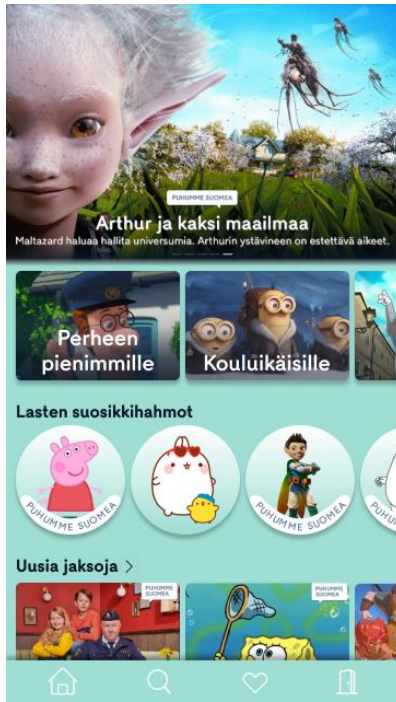 PUHUMME SUOMEA
Arthur ja kaksi maailmaa
Maltazard haluaa hallita universumia. Arthurin ystävineen on estettävä aikeet.
Perheen
pienimmille
Kouluikäisille
Lasten suosikkihahmot
PUHUMME SUOMEA
PUHUMME SUOMEA
PUHU
Uusia jaksoja >
PUHUMME
SUOMEA
PUHUMME
SUOMEA